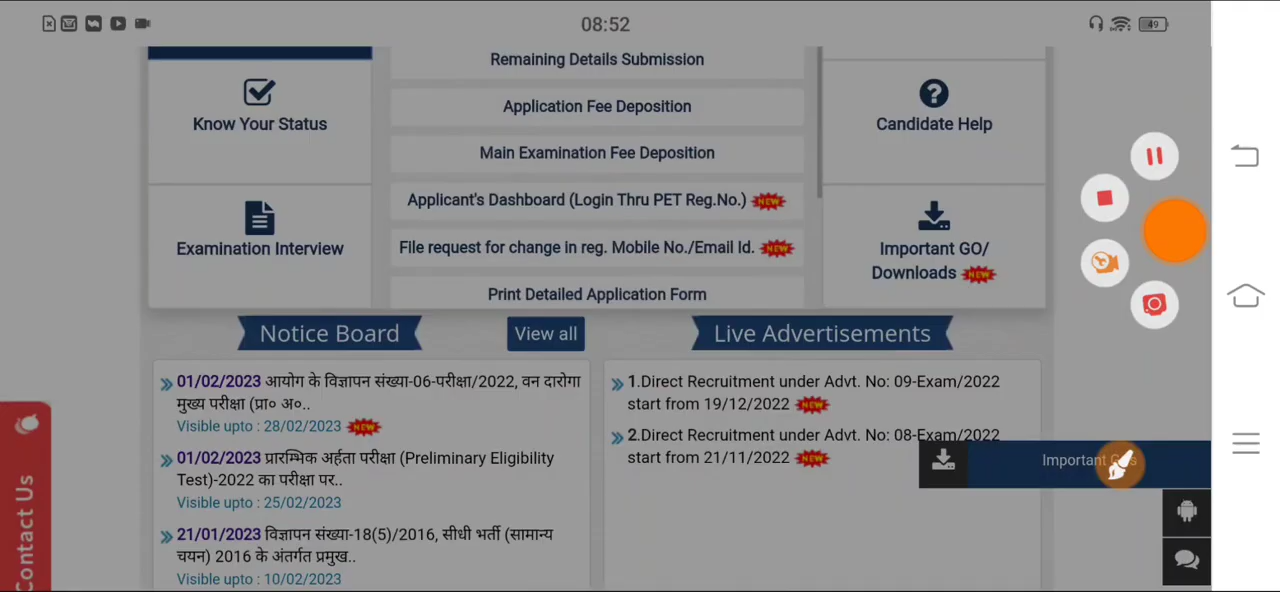 08:52
49
Know Your Status
Examination Interview
Remaining Details Submission
Application Fee Deposition
Main Examination Fee Deposition
Applicant's Dashboard (Login Thru PET Reg.No.) NEW
File request for change in reg. Mobile No./Email Id. NEW
Print Detailed Application Form
Candidate Help
Important GO/
Downloads NEW
Notice Board
View all
01/02/2023 आयोग के विज्ञापन संख्या-06-परीक्षा/2022, वन दारोगा
मुख्य परीक्षा (प्रा० अ०..
Visible upto : 28/02/2023 NEW
01/02/2023 प्रारम्भिक अर्हता परीक्षा (Preliminary Eligibility
Test)-2022 का परीक्षा पर..
Visible upto : 25/02/2023
21/01/2023 विज्ञापन संख्या-18(5)/2016, सीधी भर्ती (सामान्य
चयन) 2016 के अंतर्गत प्रमुख..
Visible upto : 10/02/2023
Live Advertisements
1.Direct Recruitment under Advt. No: 09-Exam/2022
start from 19/12/2022 NEW
2.Direct Recruitment under Advt. No: 08-Exam/2022
start from 21/11/2022 NEW
Important
Contact Us